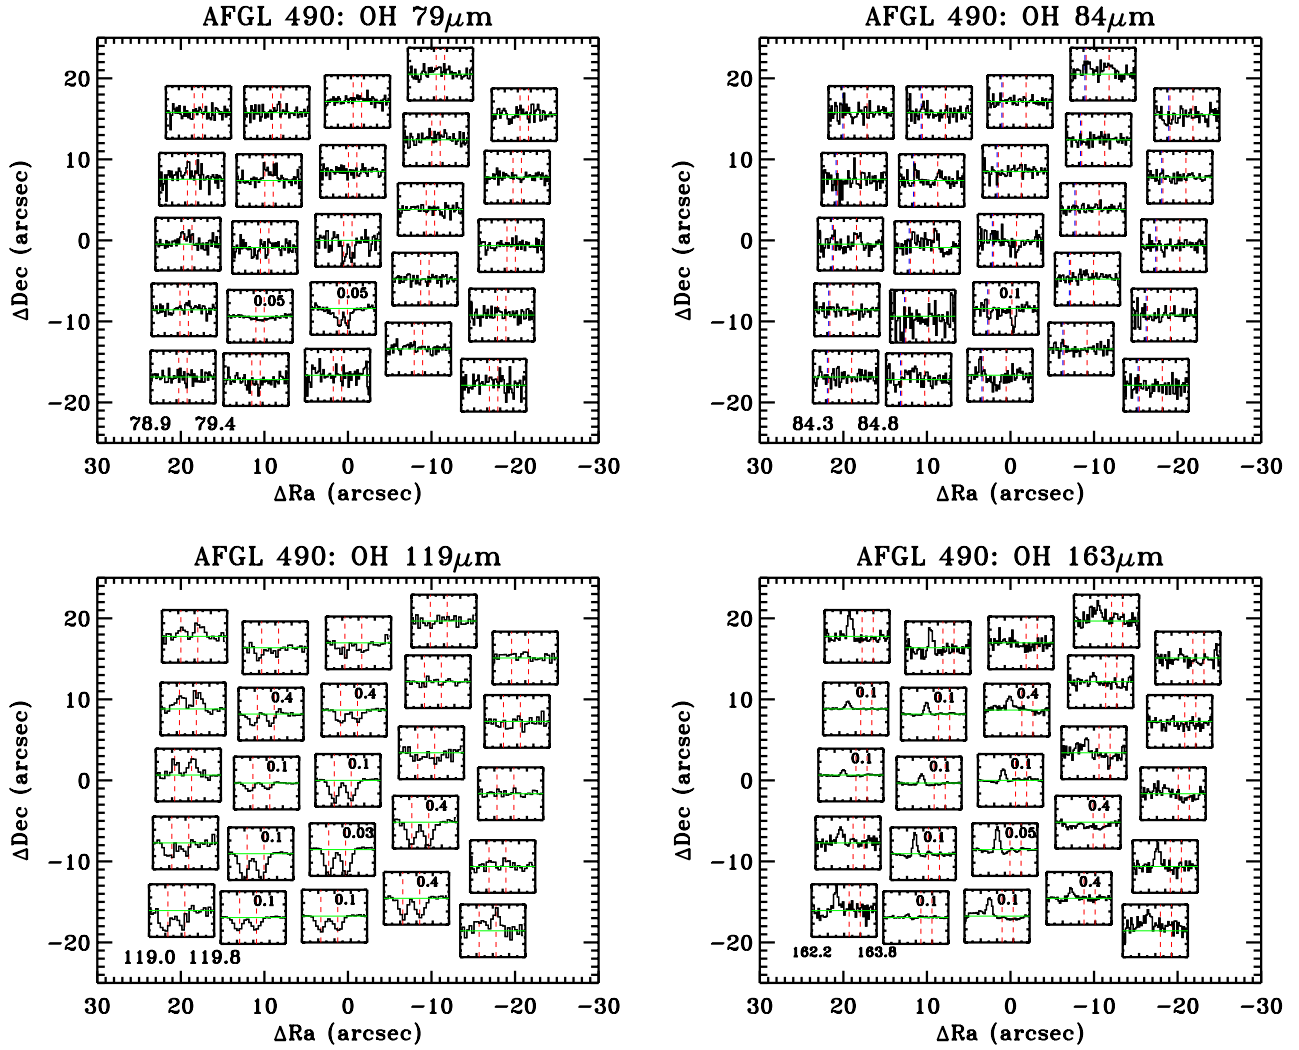 AFGL 490: OH 79μm
20
10
0
−10
−20
ΔDec (arcsec)
0.05
0.05
78.9 79.4
30 20 10 0 −10 −20 −30
ΔRa (arcsec)
AFGL 490: OH 84μm
20
10
0
−10
−20
ΔDec (arcsec)
0.1
84.3 84.8
30 20 10 0 −10 −20 −30
ΔRa (arcsec)
AFGL 490: OH 119μm
20
10
0
−10
−20
ΔDec (arcsec)
0.4 0.4
0.1 0.1
0.4
0.1 0.03
0.4
0.1 0.1
119.0 119.8
30 20 10 0 −10 −20 −30
ΔRa (arcsec)
AFGL 490: OH 163μm
20
10
0
−10
−20
ΔDec (arcsec)
0.1 0.1 0.4
0.1 0.1 0.1
0.4
0.1 0.05
0.4
0.1 0.1
162.2 163.8
30 20 10 0 −10 −20 −30
ΔRa (arcsec)